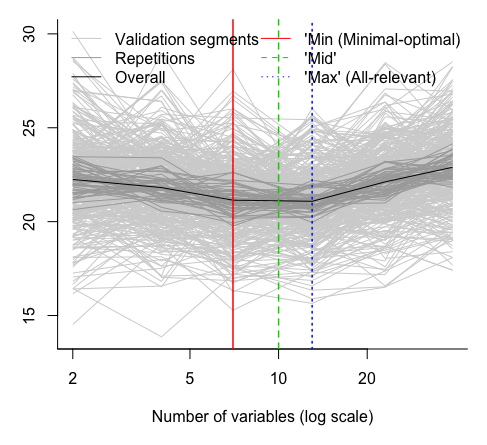 30
25
20
15
Validation segments
Repetitions
Overall
'Min (Minimal-optimal)
'Mid'
'Max' (All-relevant)
2 5 10 20
Number of variables (log scale)